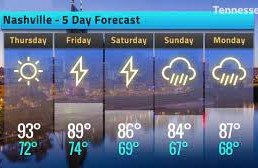 Tennesse
Nashville - 5 Day Forecast
Thursday Friday Saturday Sunday Monday
93° 89° 86° 84° 87°
72° 74° 69° 67° 68°